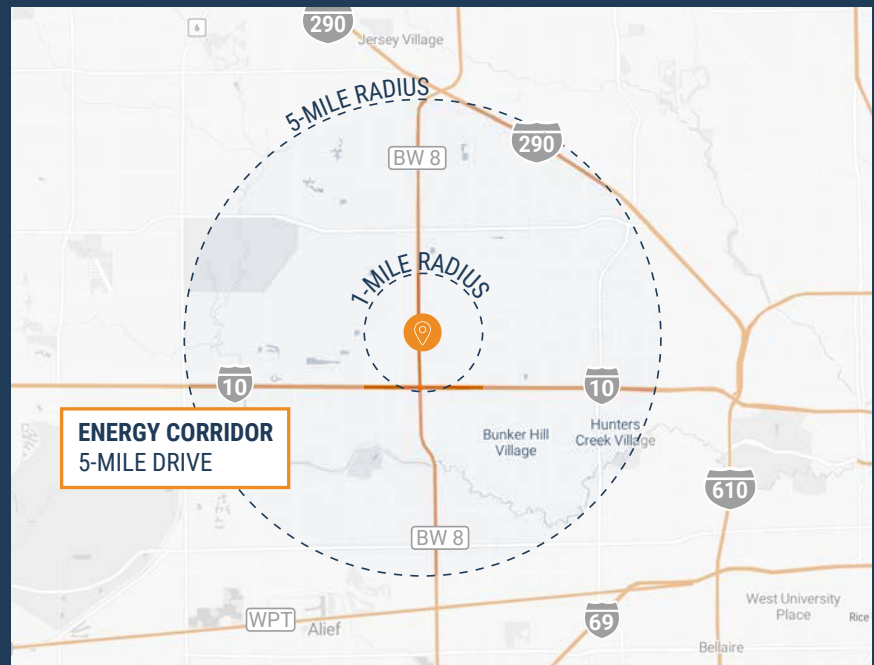 6
290
Jersey Village
5-MILE RADIUS
290
BW 8
1-MILE RADIUS
10
10
ENERGY CORRIDOR
5-MILE DRIVE
Bunker Hill
Village
Hunters
Creek Village
610
BW 8
WPT
Alief
69
West University
Place
Rice
Bellaire